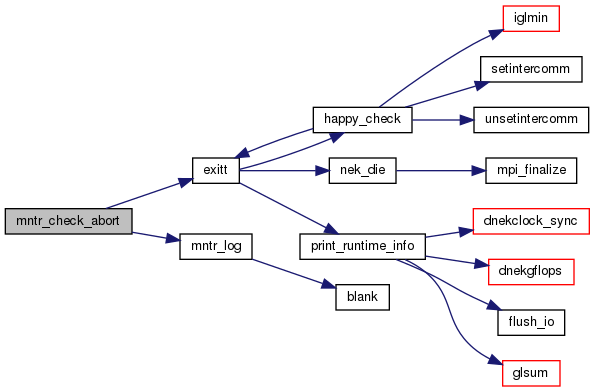 iglmin
setintercomm
happy_check
unsetintercomm
exitt
nek_die
mpi_finalize
mntr_check_abort
dnekclock_sync
mntr_log
print_runtime_info
dnekgflops
blank
flush_io
glsum